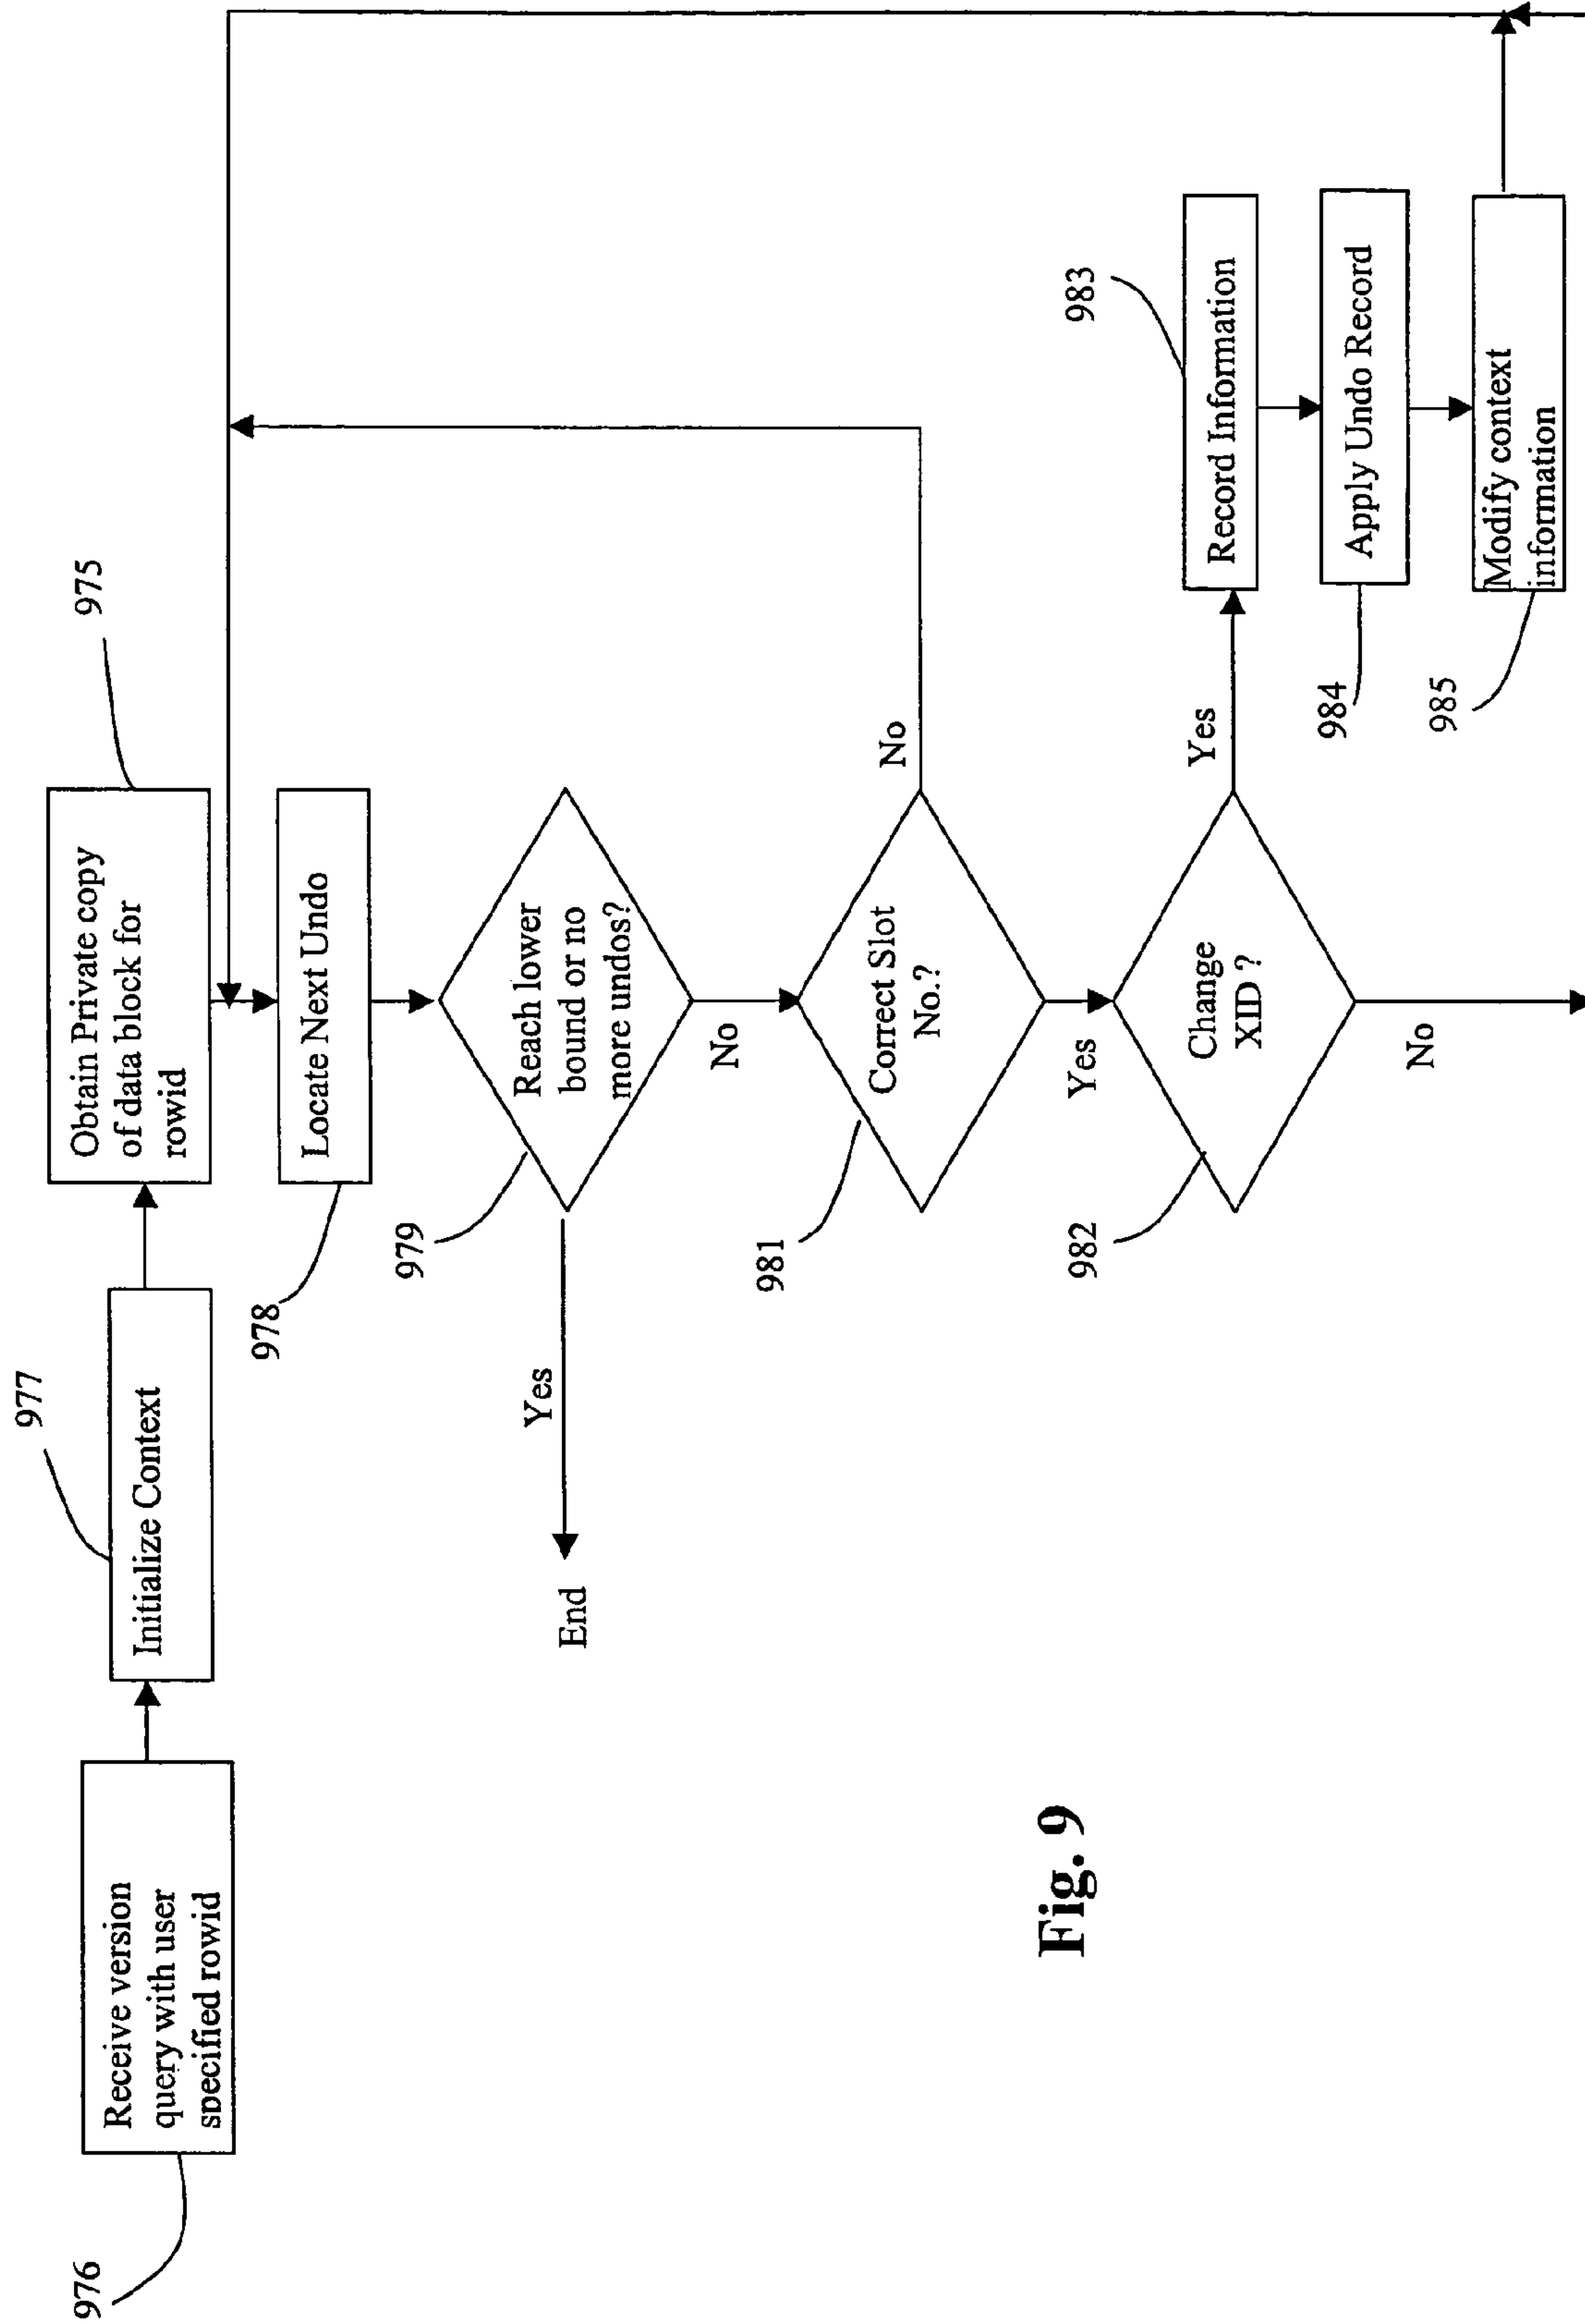 976
Receive version
query with user
specified rowid
977
Initialize Context
975
Obtain Private copy
of data block for
rowid
978
Locate Next Undo
979
Reach lower
bound or no
more undos?
Yes
End
No
981
Correct Slot
No.?
No
Yes
982
Change
XID ?
Yes
No
983
Record Information
984
Apply Undo Record
985
Modify context
information
Fig. 9